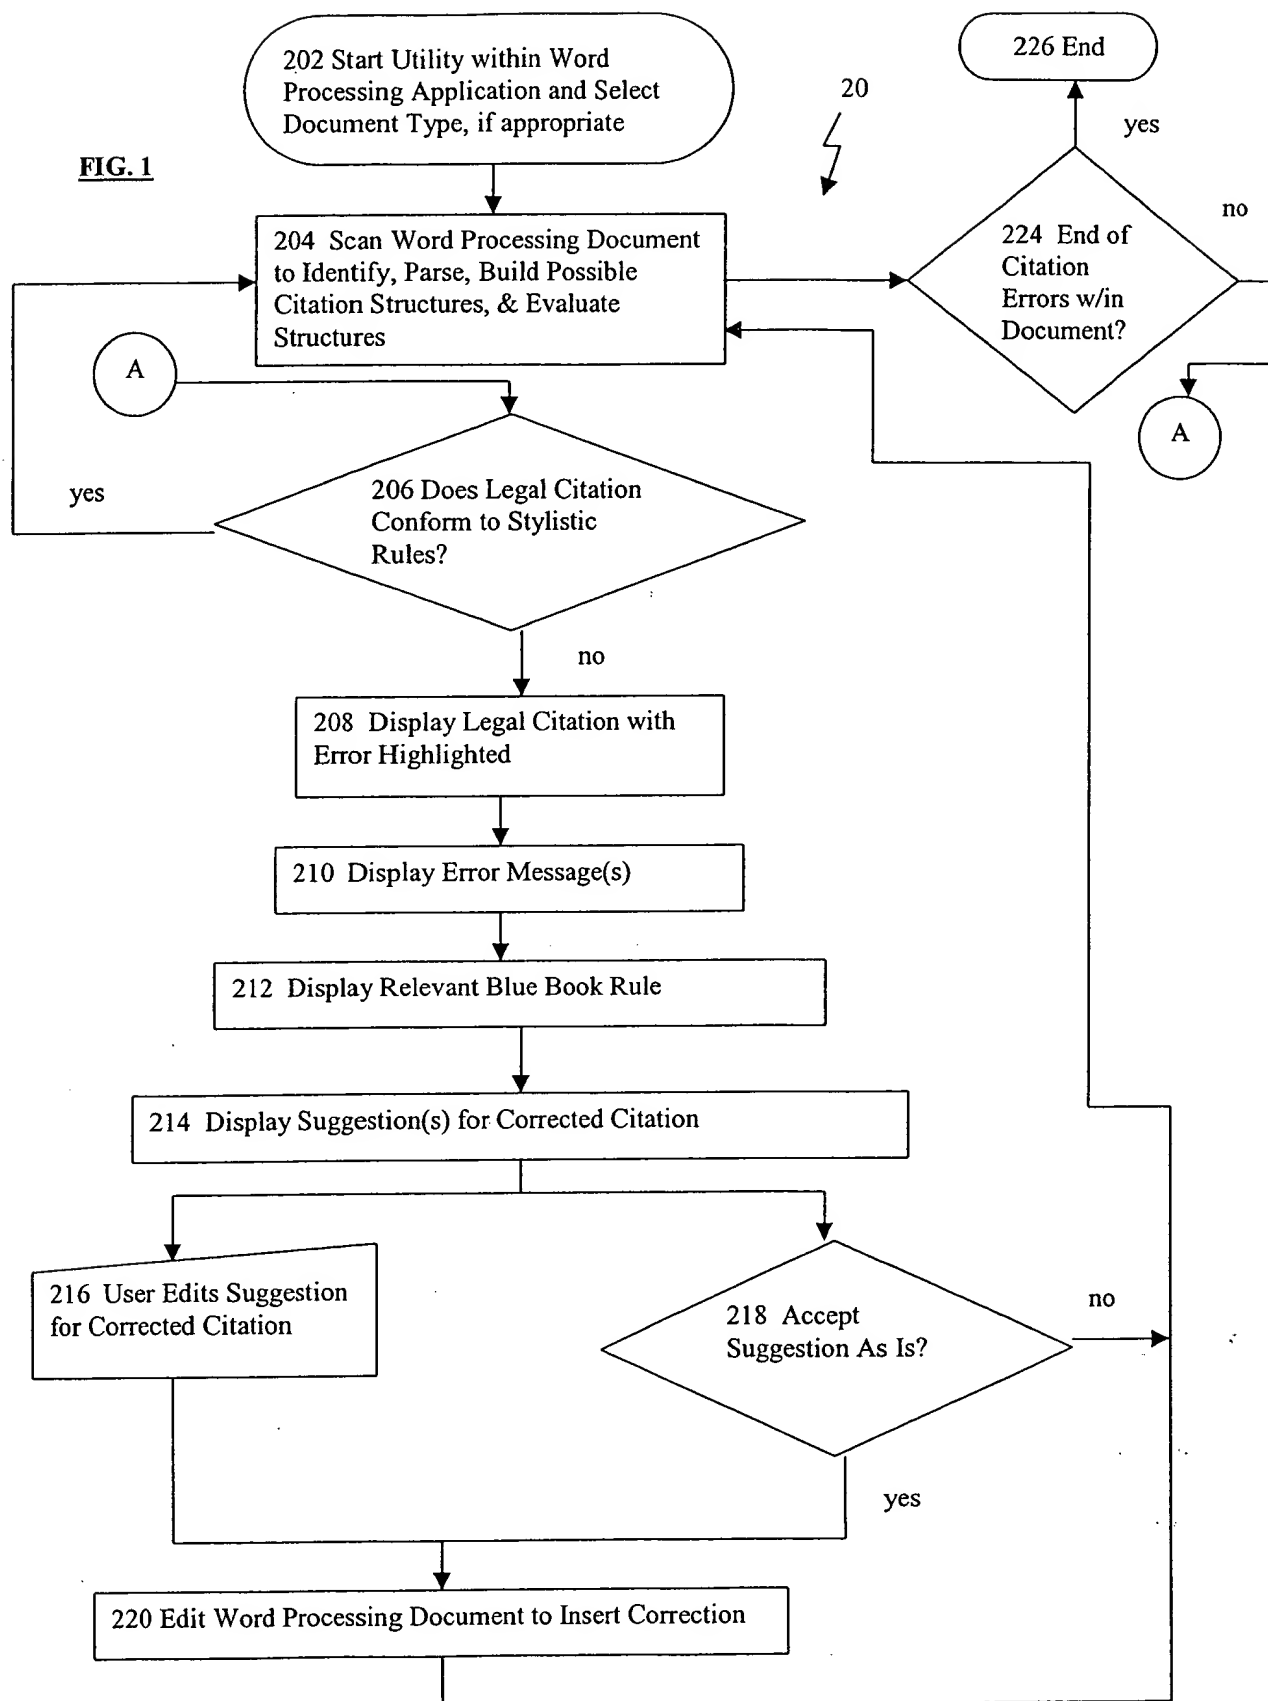 202 Start Utility within Word
Processing Application and Select
Document Type, if appropriate
226 End
20
yes
FIG. 1
no
204 Scan Word Processing Document
to Identify, Parse, Build Possible
Citation Structures, & Evaluate
Structures
224 End of
Citation
Errors w/in
Document?
A
A
yes
206 Does Legal Citation
Conform to Stylistic
Rules?
no
208 Display Legal Citation with
Error Highlighted
210 Display Error Message(s)
212 Display Relevant Blue Book Rule
214 Display Suggestion(s) for Corrected Citation
216 User Edits Suggestion
for Corrected Citation
218 Accept
Suggestion As Is?
no
yes
220 Edit Word Processing Document to Insert Correction